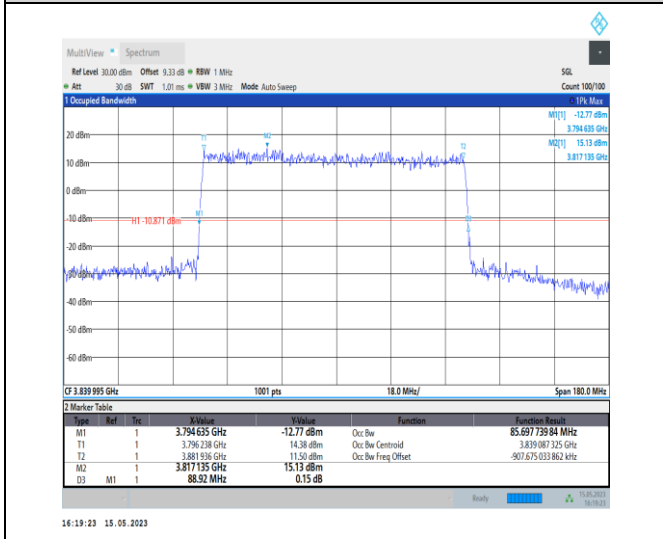 MultiView Spectrum
Ref Level 30.00 dBm Offset 9.33 dB RBW 1 MHz SGL
Att 30 dB SWT 1.01 ms VBW 3 MHz Mode Auto Sweep Count 100/100
1 Occupied Bandwidth 1Pk Max
M1[1] -12.77 dBm
3.794 635 GHz
M2[1] 15.13 dBm
3.817 135 GHz
20 dBm
T1
M2
T2
10 dBm
0 dBm
M1
-10 dBm
H1 -10.871 dBm
-20 dBm
-30 dBm
-40 dBm
-50 dBm
-60 dBm
CF 3.839 995 GHz 1001 pts 18.0 MHz/ Span 180.0 MHz
2 Marker Table
Type Ref Trc X-Value Y-Value Function Function Result
M1 1 3.794 635 GHz -12.77 dBm Occ Bw 85.697 739 84 MHz
T1 1 3.796 238 GHz 14.38 dBm Occ Bw Centroid 3.839 087 325 GHz
T2 1 3.881 936 GHz 11.50 dBm Occ Bw Freq Offset -907.675 033 862 kHz
M2 1 3.817 135 GHz 15.13 dBm
D3 M1 1 88.92 MHz 0.15 dB
Ready 15.05.2023
16:19:23
16:19:23 15.05.2023